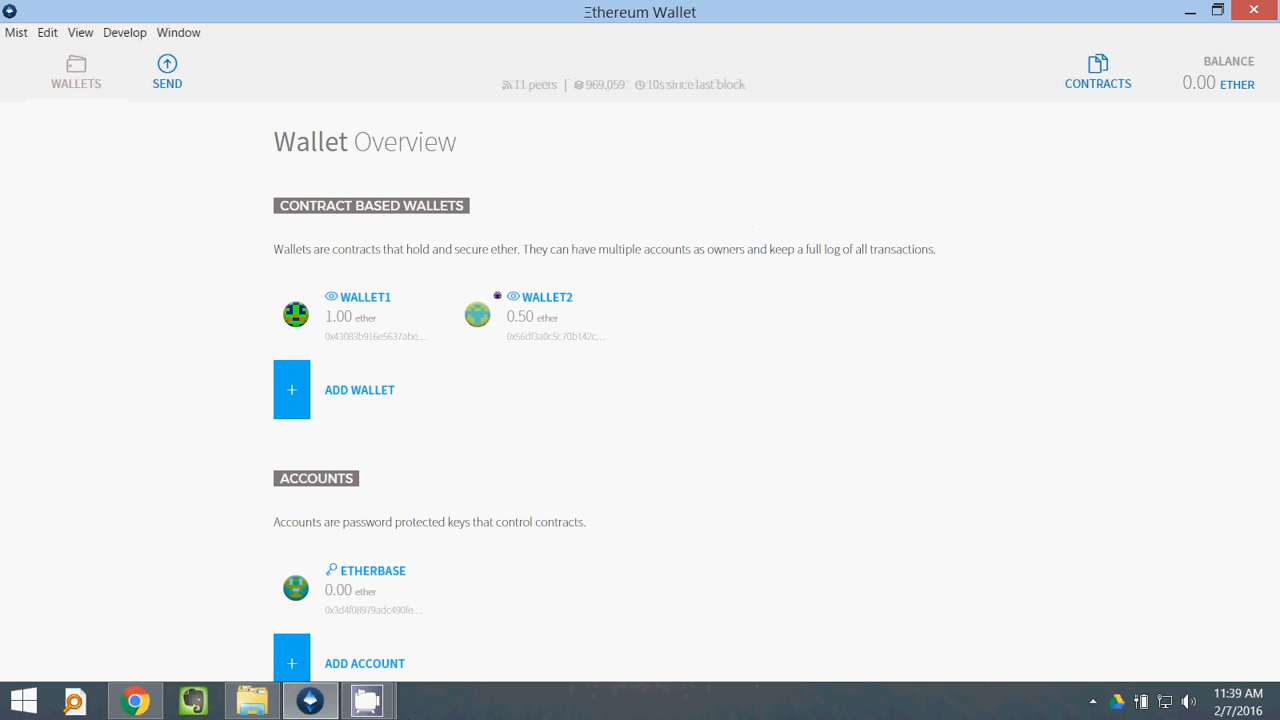 Ξthereum Wallet
Mist Edit View Develop Window
WALLETS SEND 11 peers | 969,059 10s since last block CONTRACTS BALANCE
0.00 ETHER
Wallet Overview
CONTRACT BASED WALLETS
Wallets are contracts that hold and secure ether. They can have multiple accounts as owners and keep a full log of all transactions.
WALLET1 WALLET2
1.00 ether 0.50 ether
0x43083b916e5637abe… 0x56df3a0c5c70b142c…
+ ADD WALLET
ACCOUNTS
Accounts are password protected keys that control contracts.
ETHERBASE
0.00 ether
0x3d4f08979adc490fe…
+ ADD ACCOUNT
11:39 AM
2/7/2016